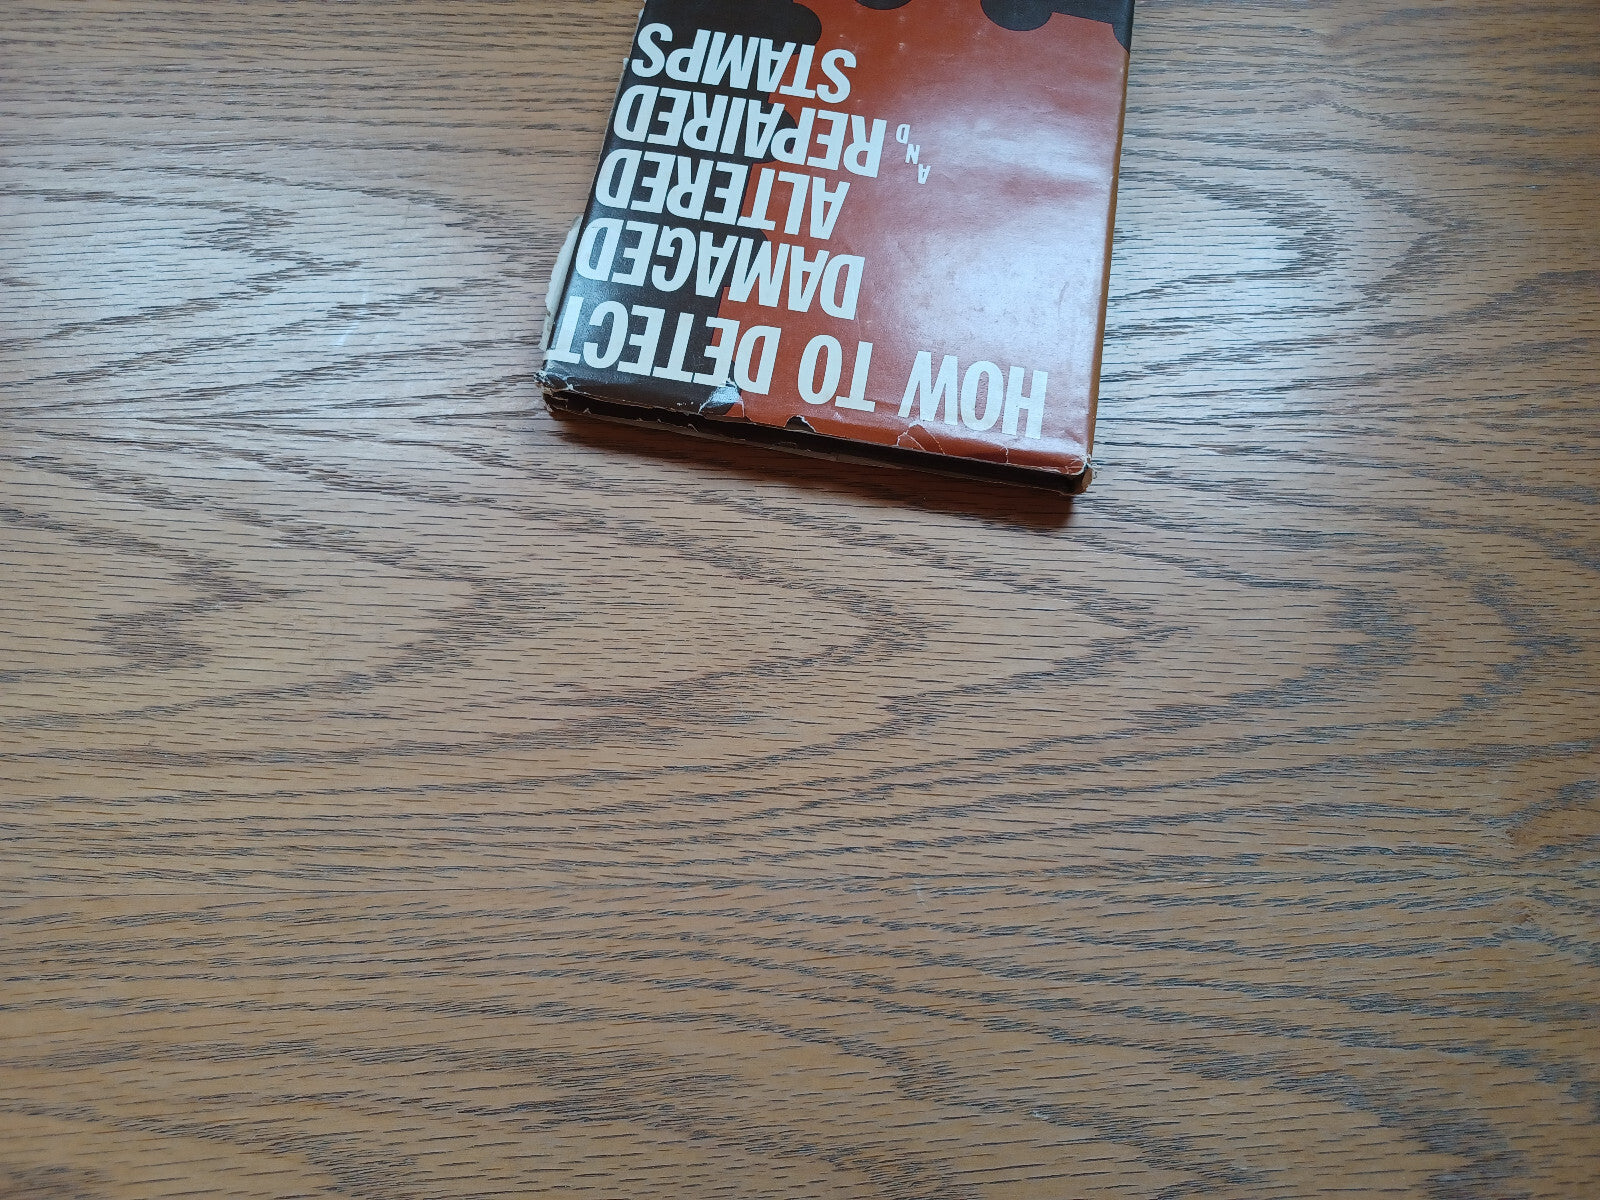 HOW TO DETECT
DAMAGED
ALTERED
AND REPAIRED
STAMPS